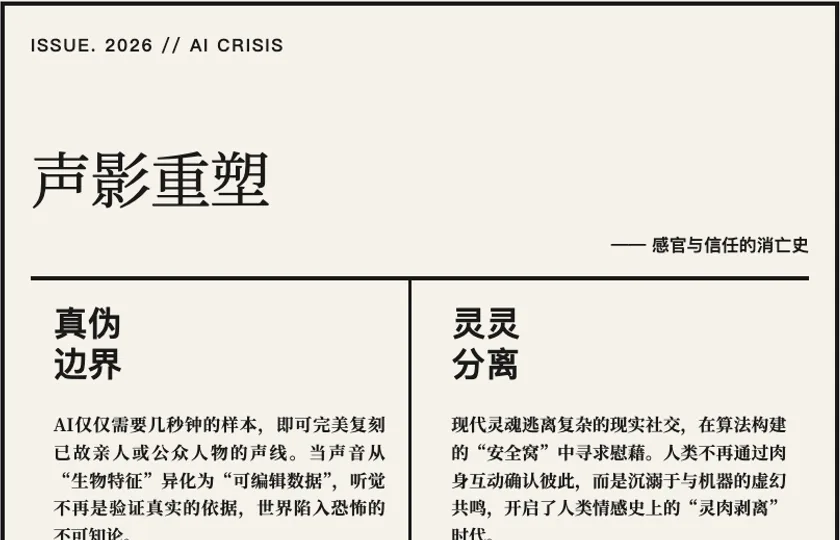 ISSUE. 2026 // AI CRISIS
声影重塑
—— 感官与信任的消亡史
真伪
边界
AI仅仅需要几秒钟的样本，即可完美复刻
已故亲人或公众人物的声线。当声音从
“生物特征”异化为“可编辑数据”，听觉
不再是验证真实的依据，世界陷入恐怖的
不可知论。
灵灵
分离
现代灵魂逃离复杂的现实社交，在算法构建
的“安全窝”中寻求慰藉。人类不再通过肉
身互动确认彼此，而是沉溺于与机器的虚幻
共鸣，开启了人类情感史上的“灵肉剥离”
时代。